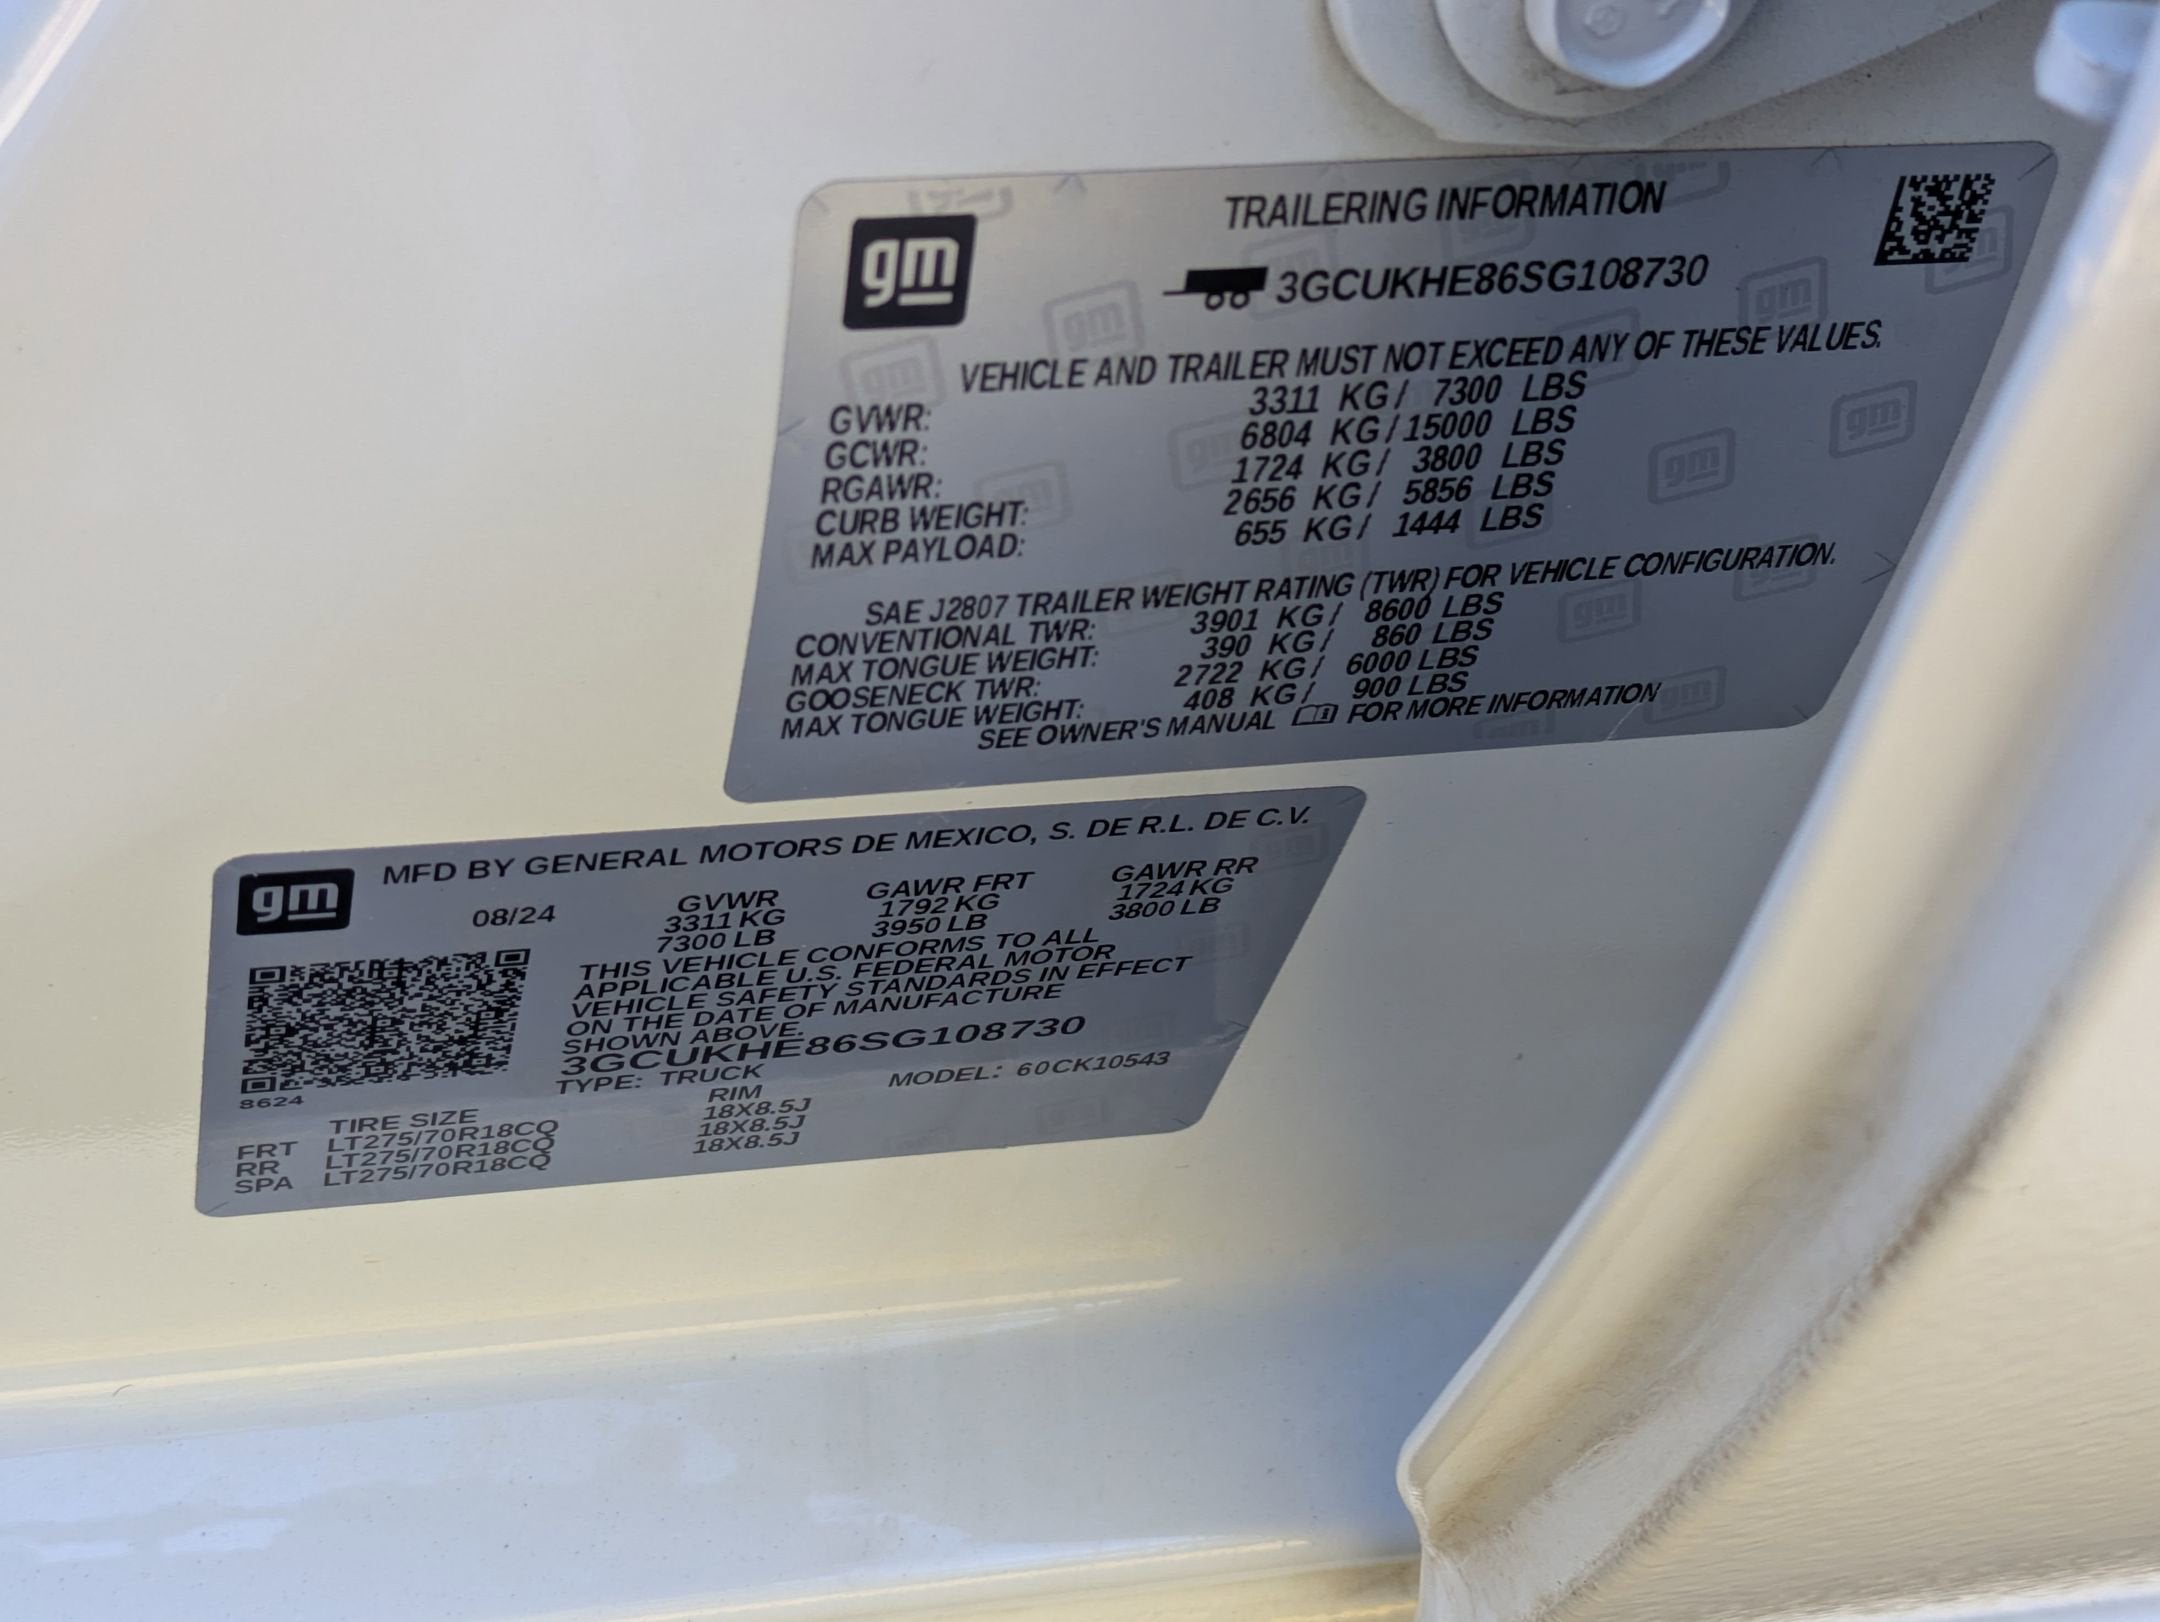 gm
TRAILERING INFORMATION
3GCUKHE86SG108730
VEHICLE AND TRAILER MUST NOT EXCEED ANY OF THESE VALUES.
GVWR: 3311 KG/ 7300 LBS
GCWR: 6804 KG/15000 LBS
RGAWR: 1724 KG/ 3800 LBS
CURB WEIGHT: 2656 KG/ 5856 LBS
MAX PAYLOAD: 655 KG/ 1444 LBS
SAE J2807 TRAILER WEIGHT RATING (TWR) FOR VEHICLE CONFIGURATION.
CONVENTIONAL TWR: 3901 KG/ 8600 LBS
MAX TONGUE WEIGHT: 390 KG/ 860 LBS
GOOSENECK TWR: 2722 KG/ 6000 LBS
MAX TONGUE WEIGHT: 408 KG/ 900 LBS
SEE OWNER'S MANUAL FOR MORE INFORMATION
gm
MFD BY GENERAL MOTORS DE MEXICO, S. DE R.L. DE C.V.
08/24 GVWR GAWR FRT GAWR RR
3311 KG 1792 KG 1724 KG
7300 LB 3950 LB 3800 LB
THIS VEHICLE CONFORMS TO ALL
APPLICABLE U.S. FEDERAL MOTOR
VEHICLE SAFETY STANDARDS IN EFFECT
ON THE DATE OF MANUFACTURE
SHOWN ABOVE.
3GCUKHE86SG108730
TYPE: TRUCK MODEL: 60CK10543
8624
TIRE SIZE RIM
FRT LT275/70R18CQ 18X8.5J
RR LT275/70R18CQ 18X8.5J
SPA LT275/70R18CQ 18X8.5J